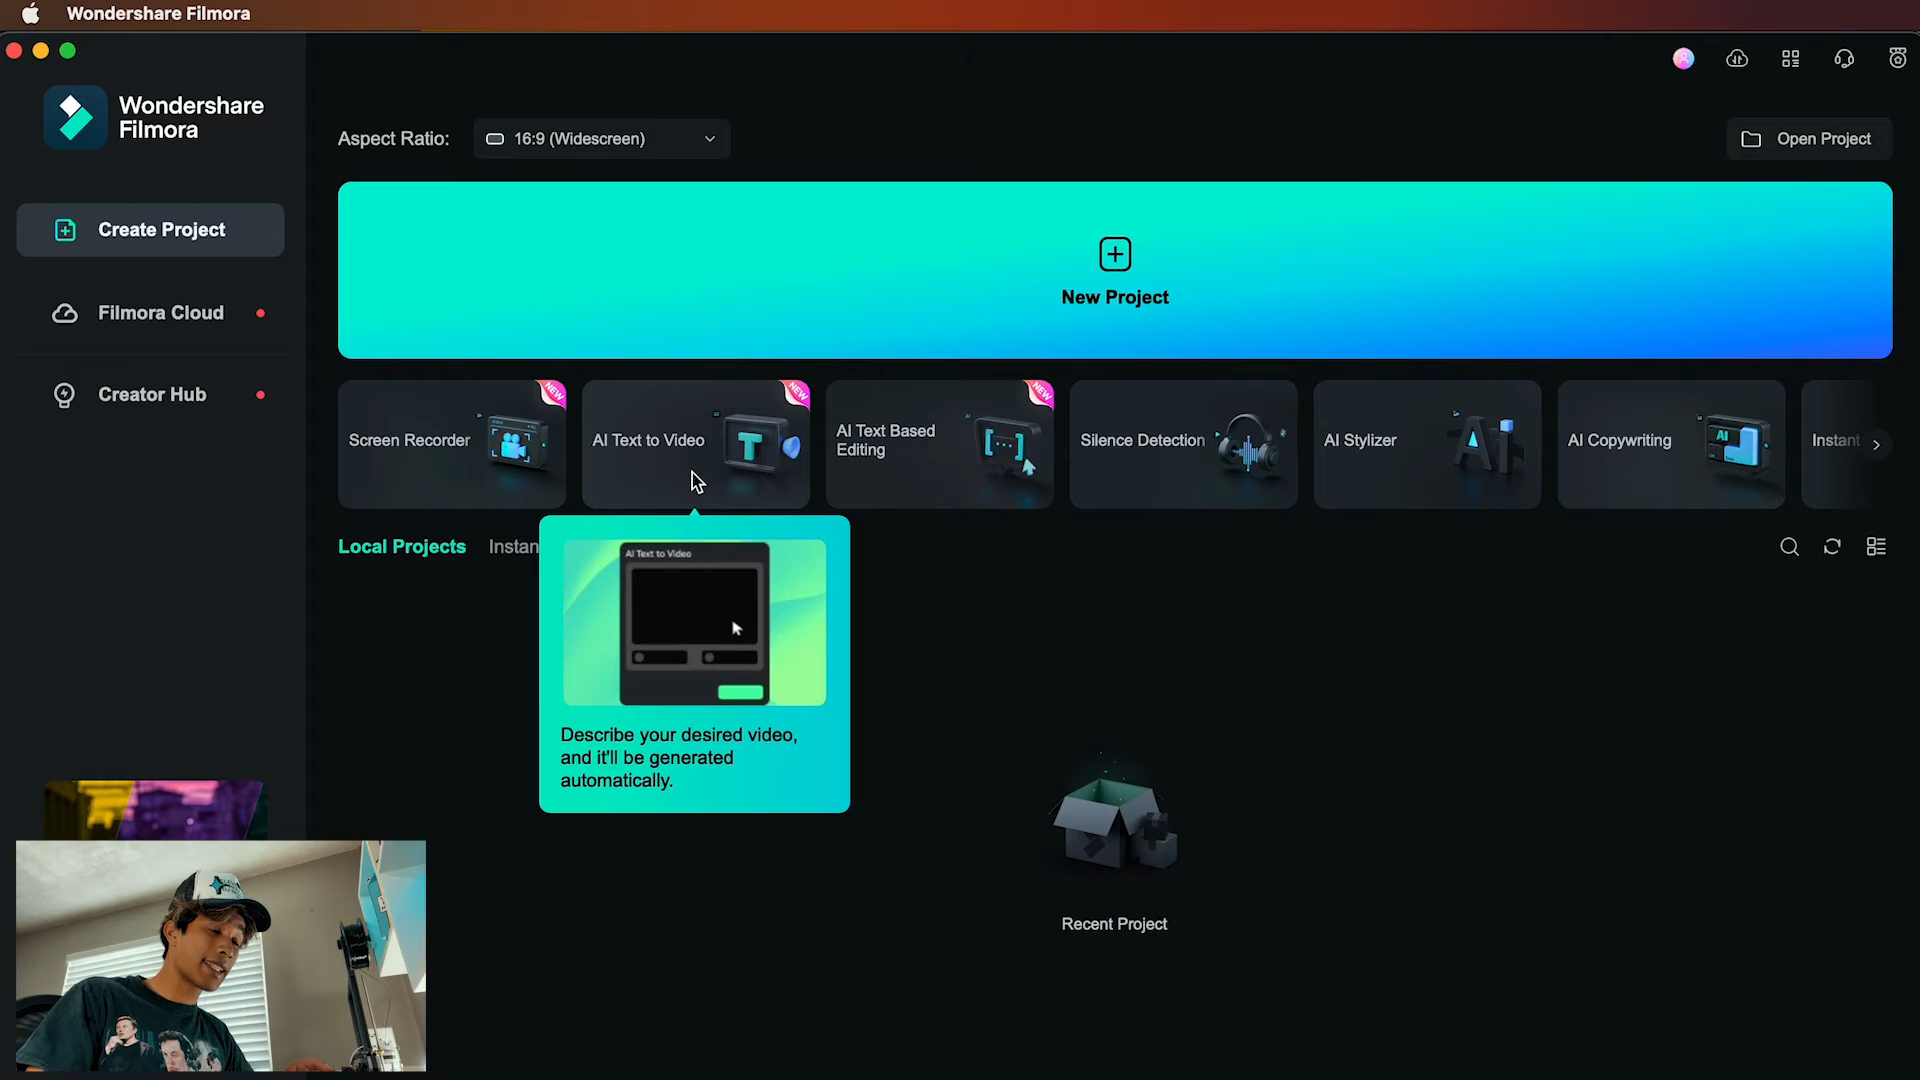 Wondershare Filmora
Wondershare
Filmora
Aspect Ratio:
16:9 (Widescreen)
Open Project
Create Project
New Project
Filmora Cloud
Creator Hub
NEW
NEW
NEW
Screen Recorder
AI Text to Video
T
AI Text Based
Editing
[...]
Silence Detection
AI Stylizer
Ai
AI Copywriting
AI
Instant
Local Projects
Instan
AI Text to Video
Describe your desired video,
and it'll be generated
automatically.
Recent Project